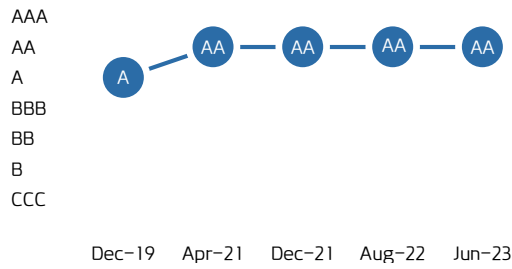 AAA
AA
A
BBB
BB
B
CCC
A
AA
AA
AA
AA
Dec–19 Apr–21 Dec–21 Aug–22 Jun–23